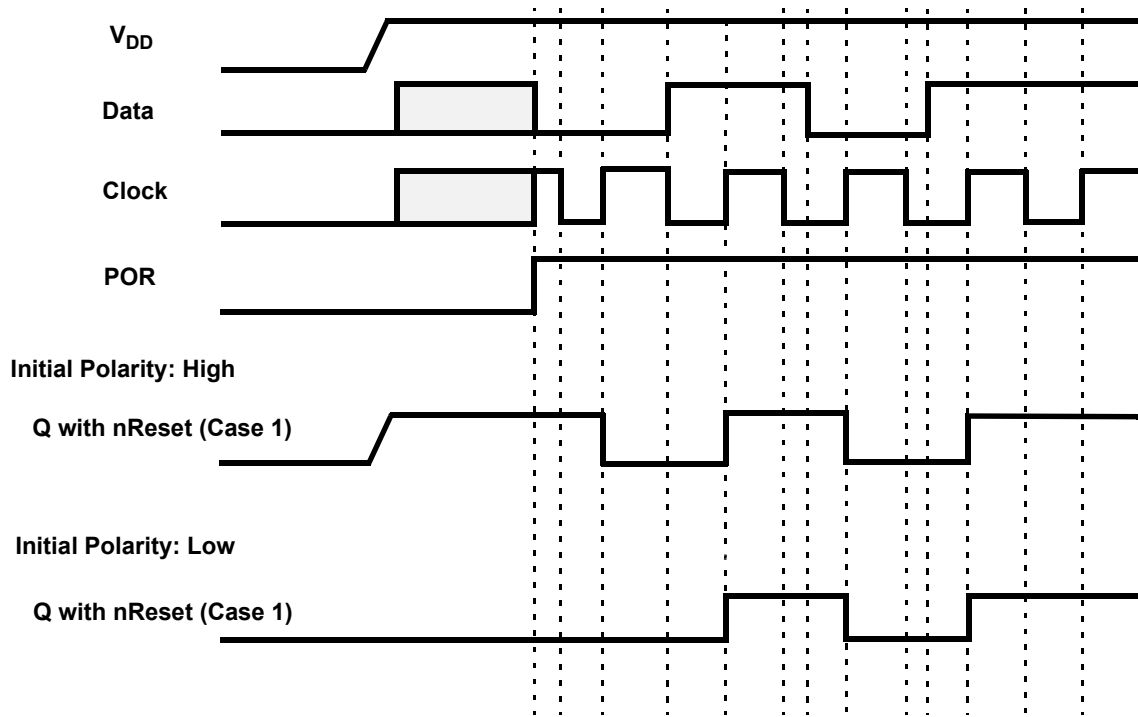 VDD
Data
Clock
POR
Initial Polarity: High
Q with nReset (Case 1)
Initial Polarity: Low
Q with nReset (Case 1)